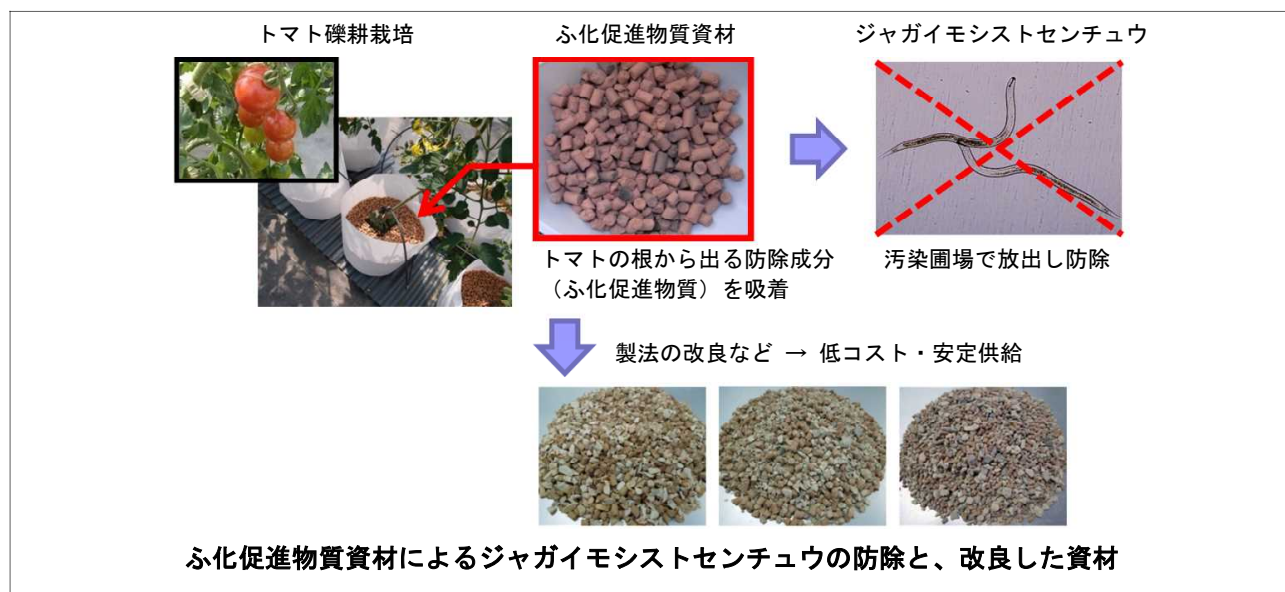 トマト礫耕栽培
ふ化促進物質資材
ジャガイモシストセンチュウ
トマトの根から出る防除成分
（ふ化促進物質）を吸着
汚染圃場で放出し防除
製法の改良など → 低コスト・安定供給
ふ化促進物質資材によるジャガイモシストセンチュウの防除と、改良した資材